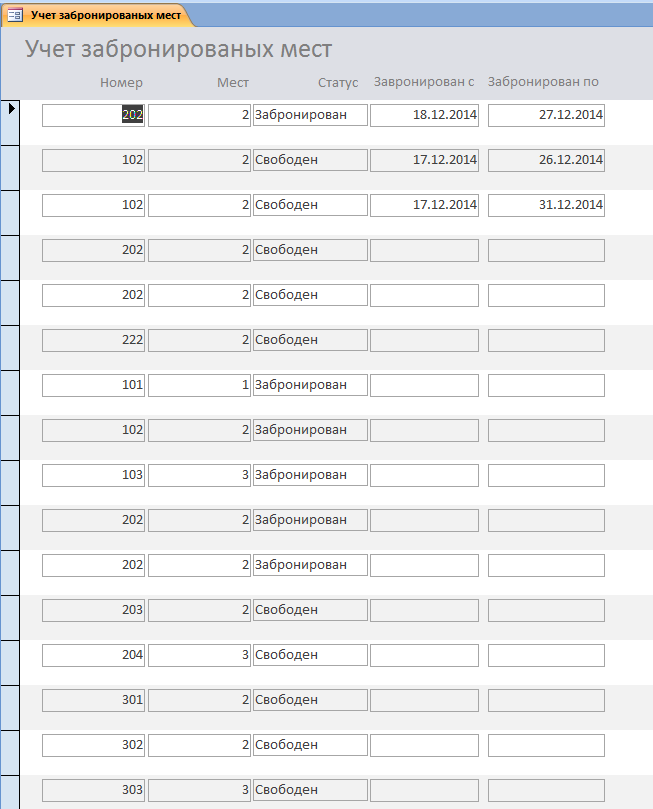 Учет забронированых мест
Учет забронированых мест
Номер Мест Статус Завронирован с Забронирован по
202 2 Забронирован 18.12.2014 27.12.2014
102 2 Свободен 17.12.2014 26.12.2014
102 2 Свободен 17.12.2014 31.12.2014
202 2 Свободен
202 2 Свободен
222 2 Свободен
101 1 Забронирован
102 2 Забронирован
103 3 Забронирован
202 2 Забронирован
202 2 Забронирован
203 2 Свободен
204 3 Свободен
301 2 Свободен
302 2 Свободен
303 3 Свободен